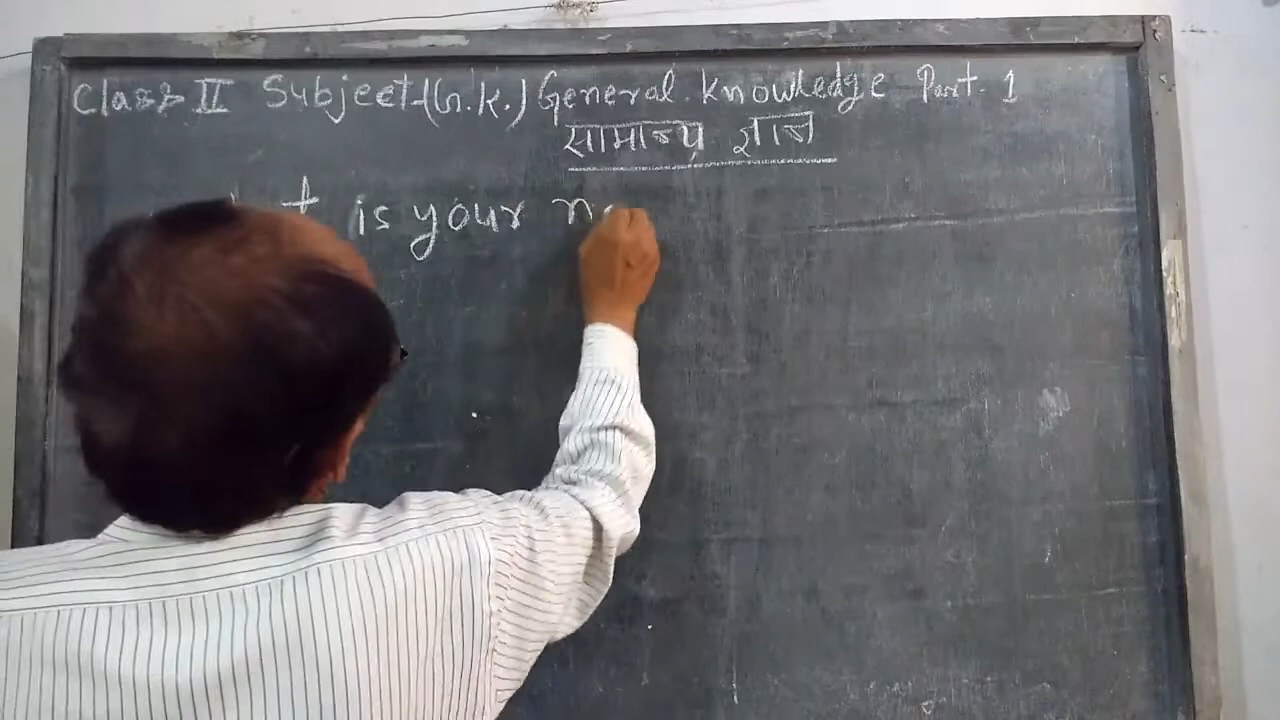 Class II Subject-(G.K.) General Knowledge Part-1
सामान्य ज्ञान
is your